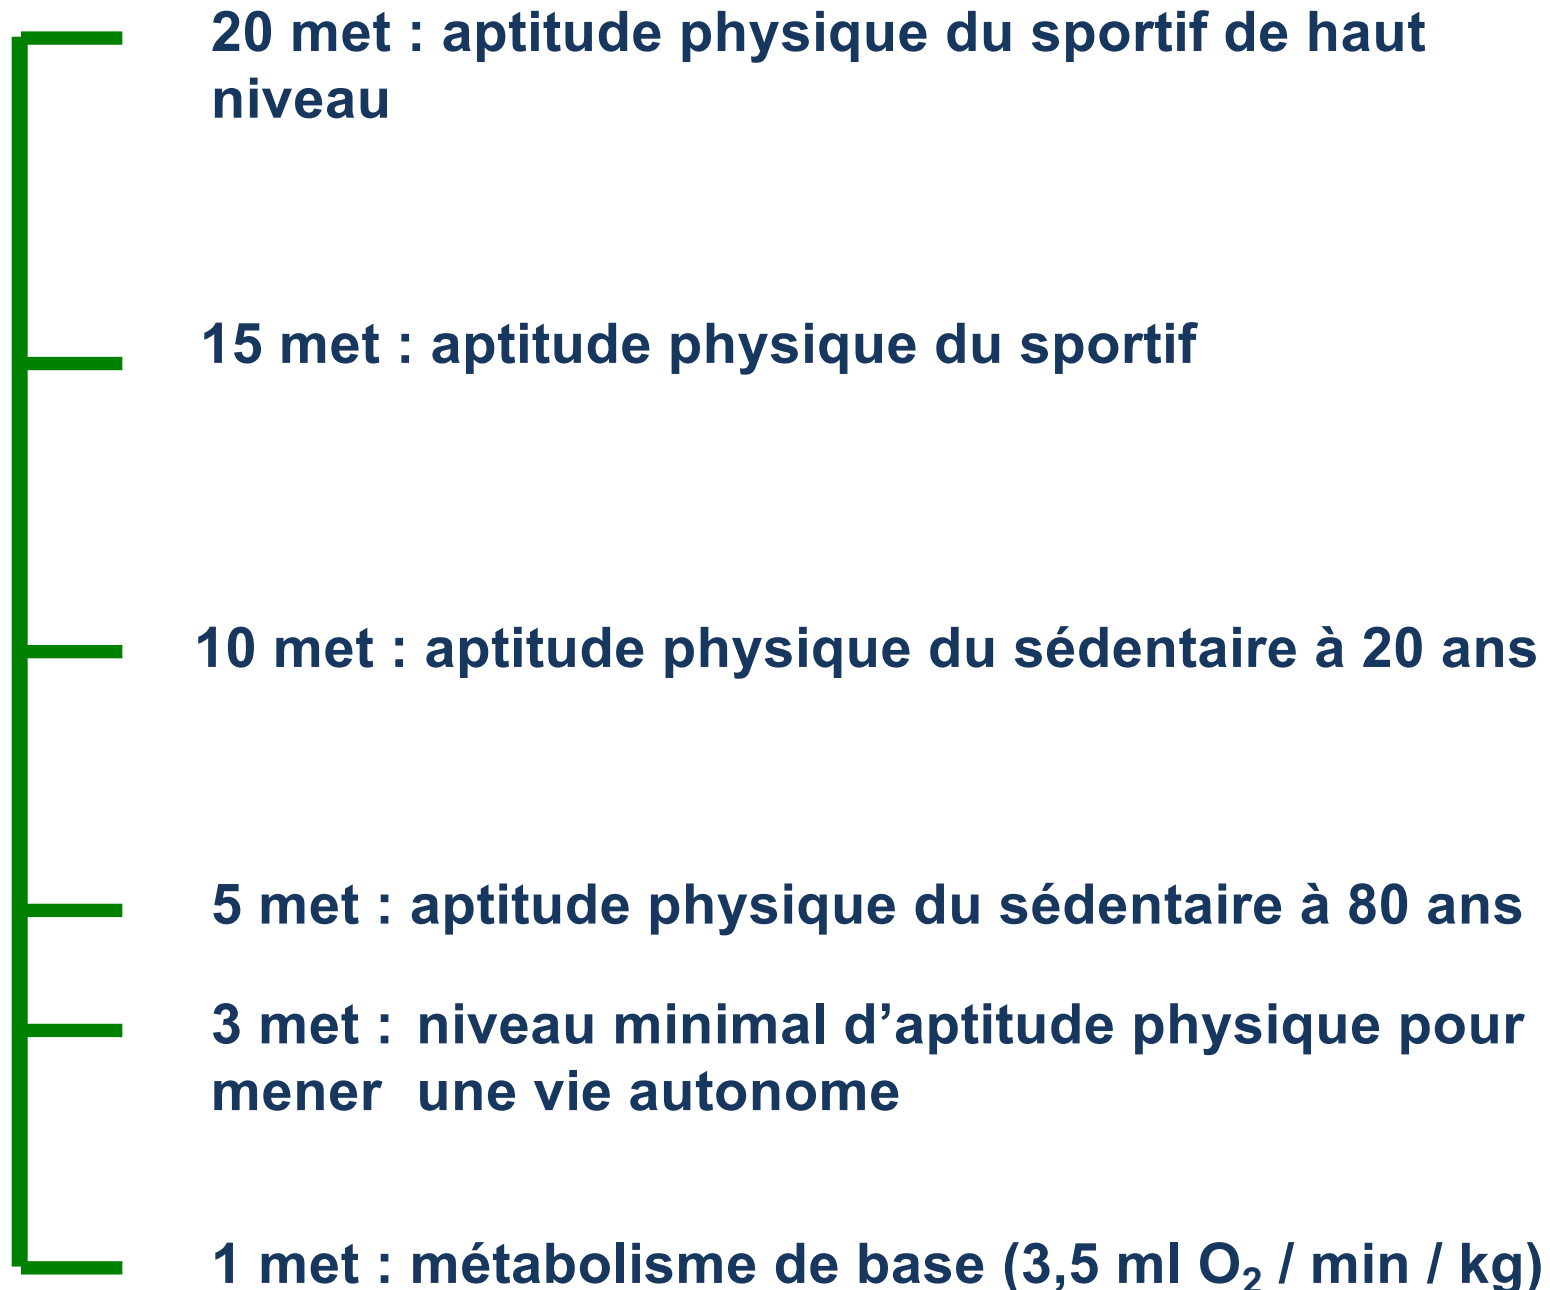 20 met : aptitude physique du sportif de haut
niveau
15 met : aptitude physique du sportif
10 met : aptitude physique du sédentaire à 20 ans
5 met : aptitude physique du sédentaire à 80 ans
3 met : niveau minimal d’aptitude physique pour
mener une vie autonome
1 met : métabolisme de base (3,5 ml O₂ / min / kg)